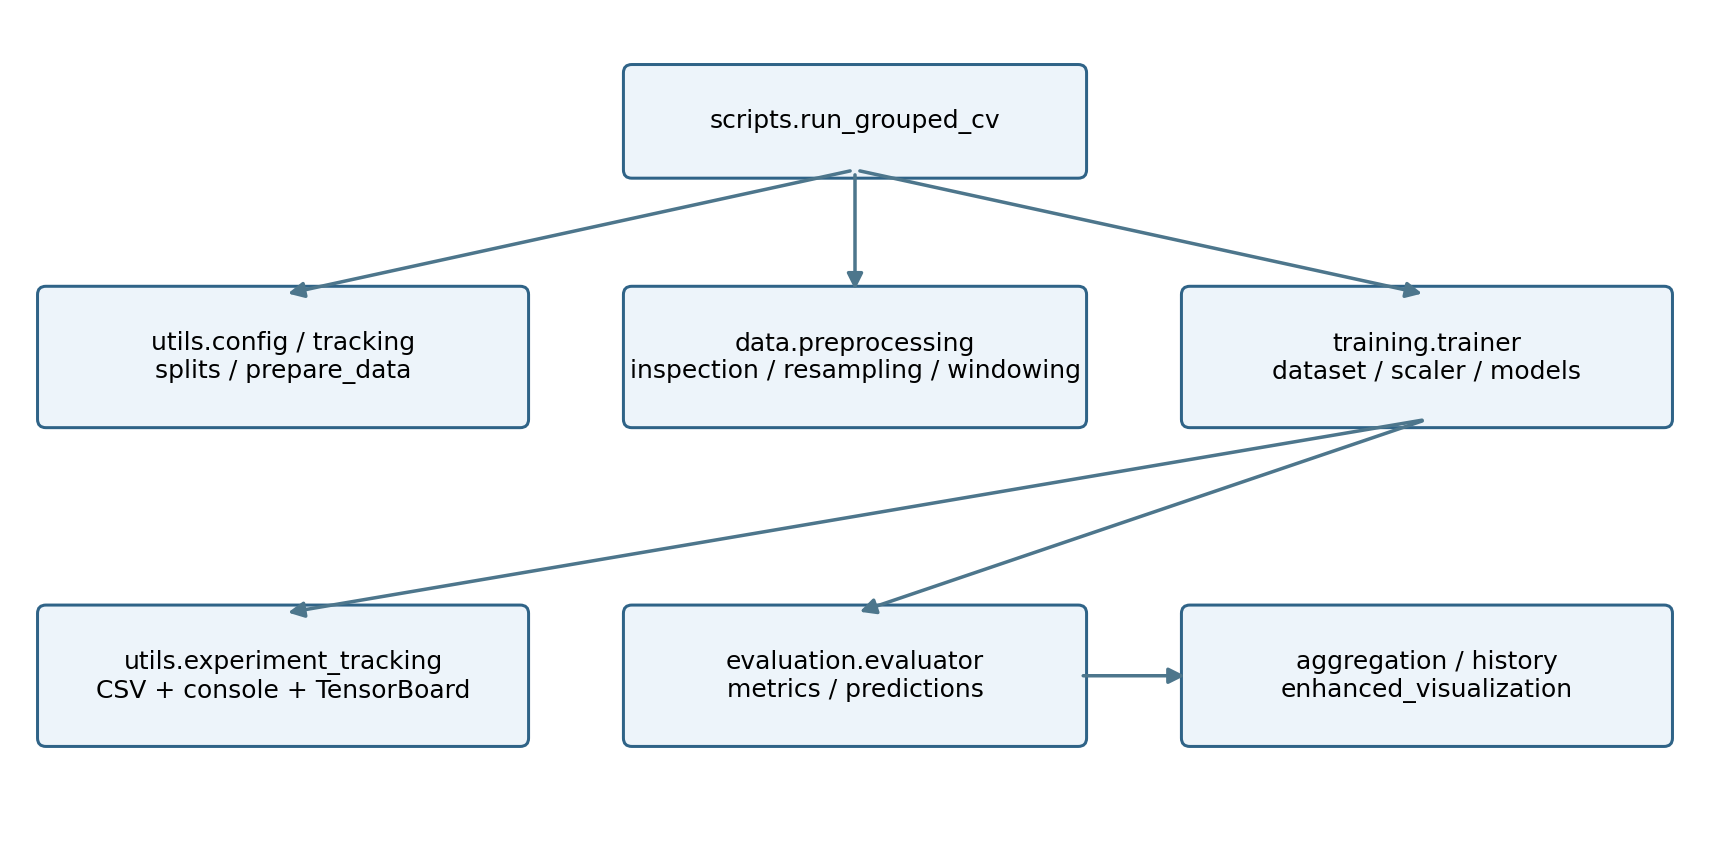 scripts.run_grouped_cv
utils.config / tracking
splits / prepare_data
data.preprocessing
inspection / resampling / windowing
training.trainer
dataset / scaler / models
utils.experiment_tracking
CSV + console + TensorBoard
evaluation.evaluator
metrics / predictions
aggregation / history
enhanced_visualization